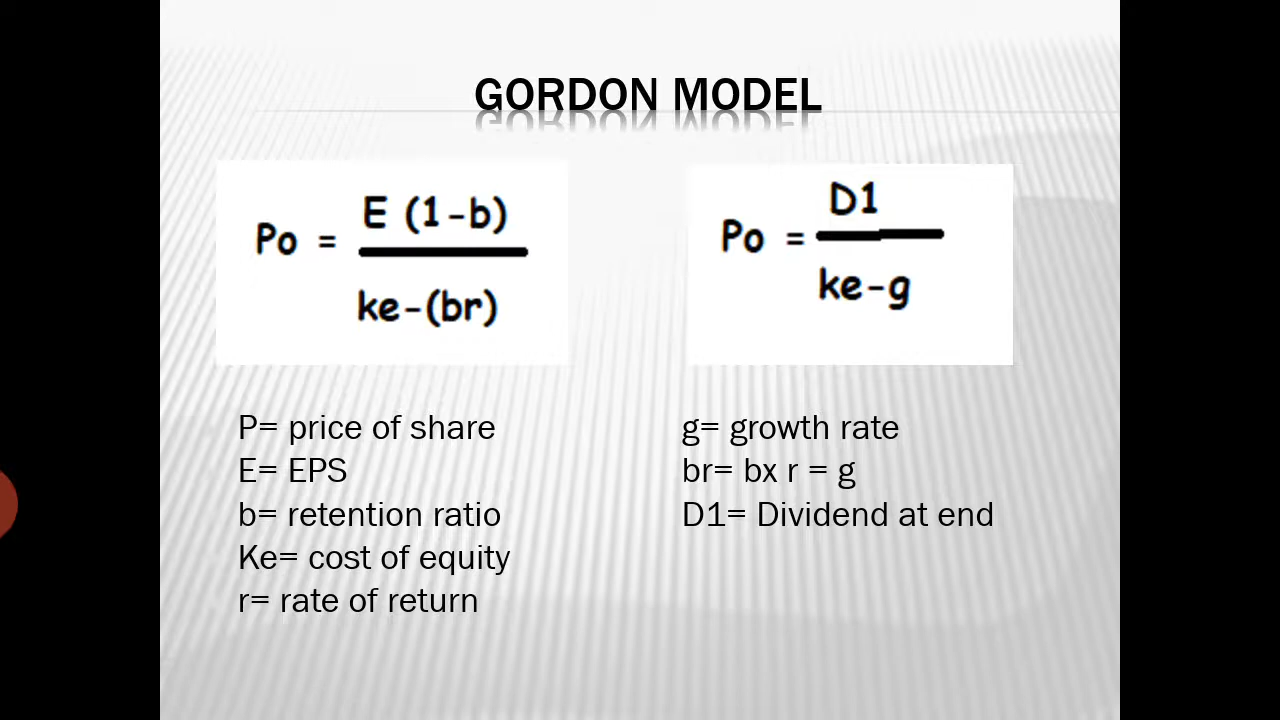 GORDON MODEL
Po = E (1-b)
ke-(br)
Po = D1
ke-g
P= price of share
E= EPS
b= retention ratio
Ke= cost of equity
r= rate of return
g= growth rate
br= bx r = g
D1= Dividend at end